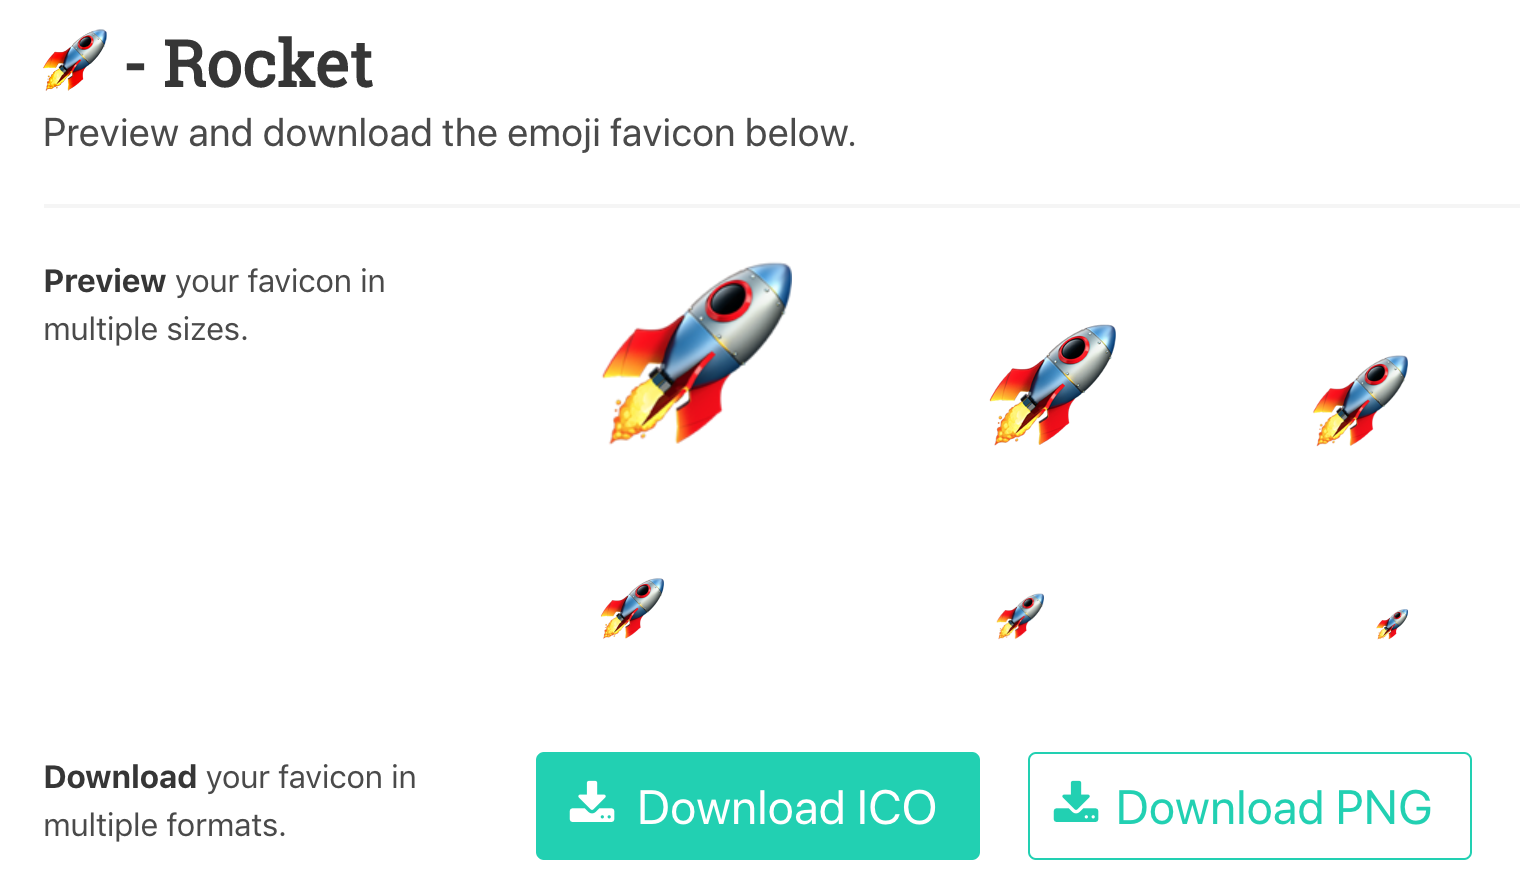 🚀 - Rocket
Preview and download the emoji favicon below.
Preview your favicon in
multiple sizes.
Download your favicon in
multiple formats.
Download ICO
Download PNG